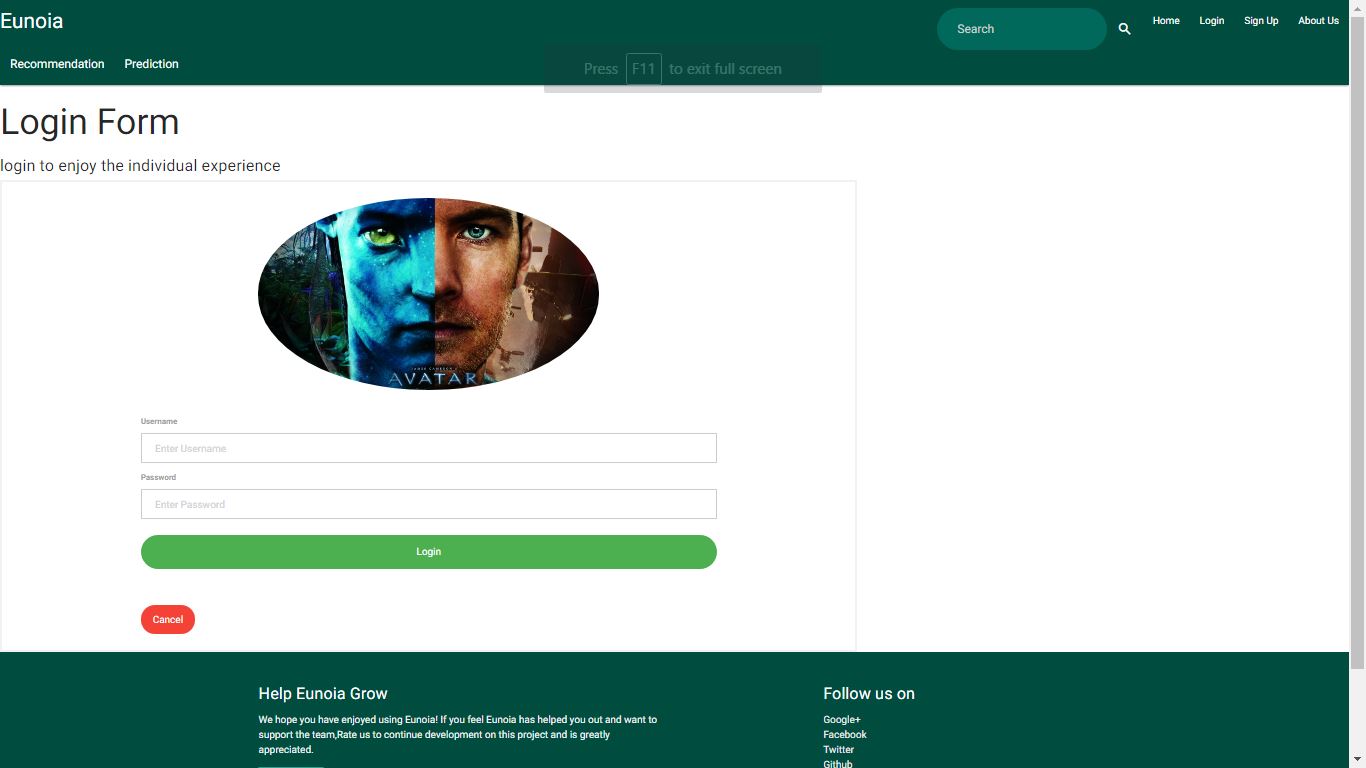 Eunoia
Search
Home
Login
Sign Up
About Us
Recommendation
Prediction
Press F11 to exit full screen
Login Form
login to enjoy the individual experience
JAMES CAMERON'S
AVATAR
Username
Enter Username
Password
Enter Password
Login
Cancel
Help Eunoia Grow
We hope you have enjoyed using Eunoia! If you feel Eunoia has helped you out and want to
support the team,Rate us to continue development on this project and is greatly
appreciated.
Follow us on
Google+
Facebook
Twitter
Github